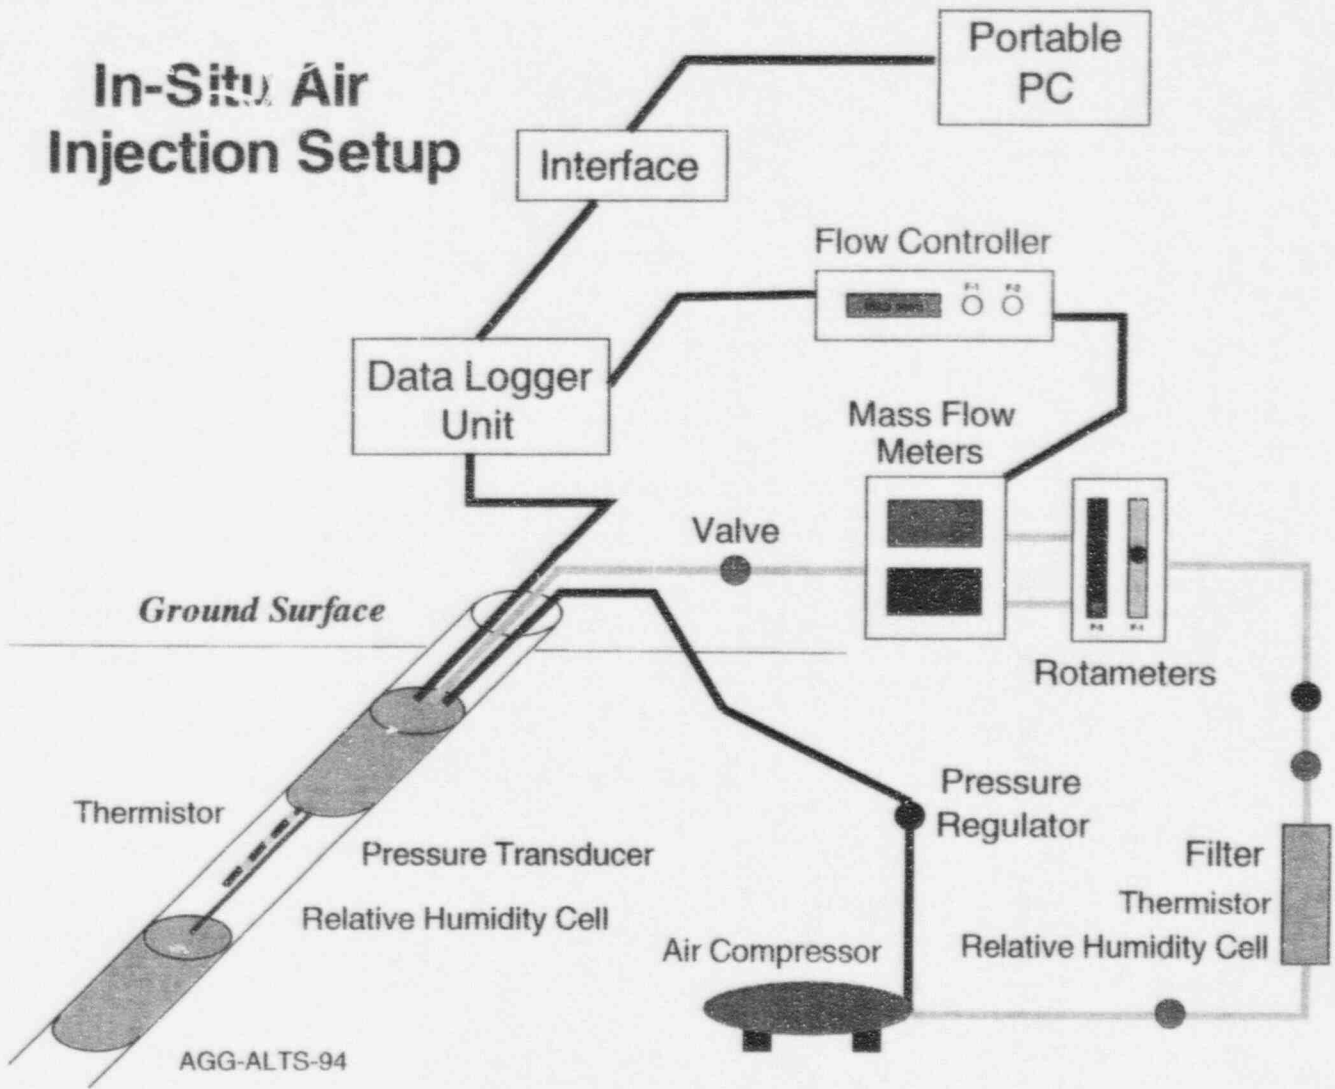 In-Situ Air
Injection Setup
Portable
PC
Interface
Flow Controller
F-1 F-2
Data Logger
Unit
Mass Flow
Meters
Valve
Ground Surface
Rotameters
Thermistor
Pressure
Regulator
Pressure Transducer
Filter
Thermistor
Relative Humidity Cell
Relative Humidity Cell
Air Compressor
AGG-ALTS-94